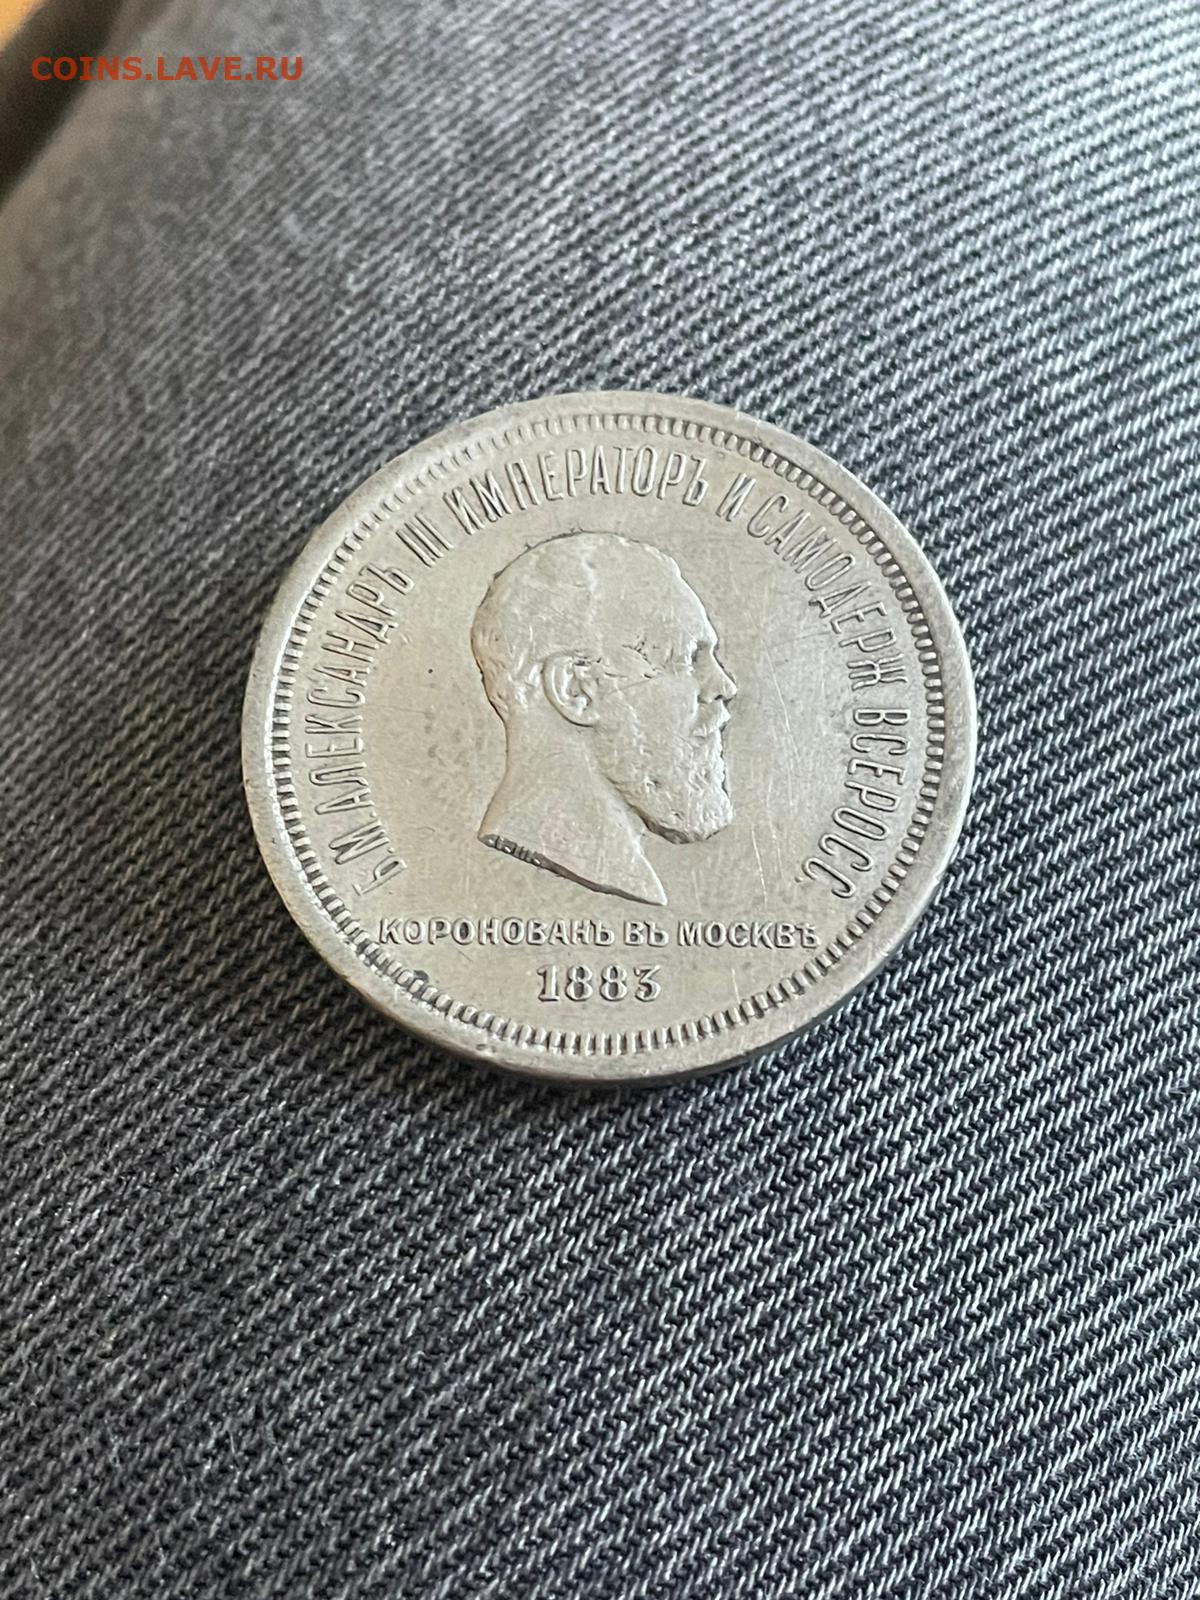 COINS.LAVE.RU
Б.М.АЛЕКСАНДРЪ III ИМПЕРАТОРЪ И САМОДЕРЖ ВСЕРОСС.
КОРОНОВАНЪ ВЪ МОСКВѢ
1883